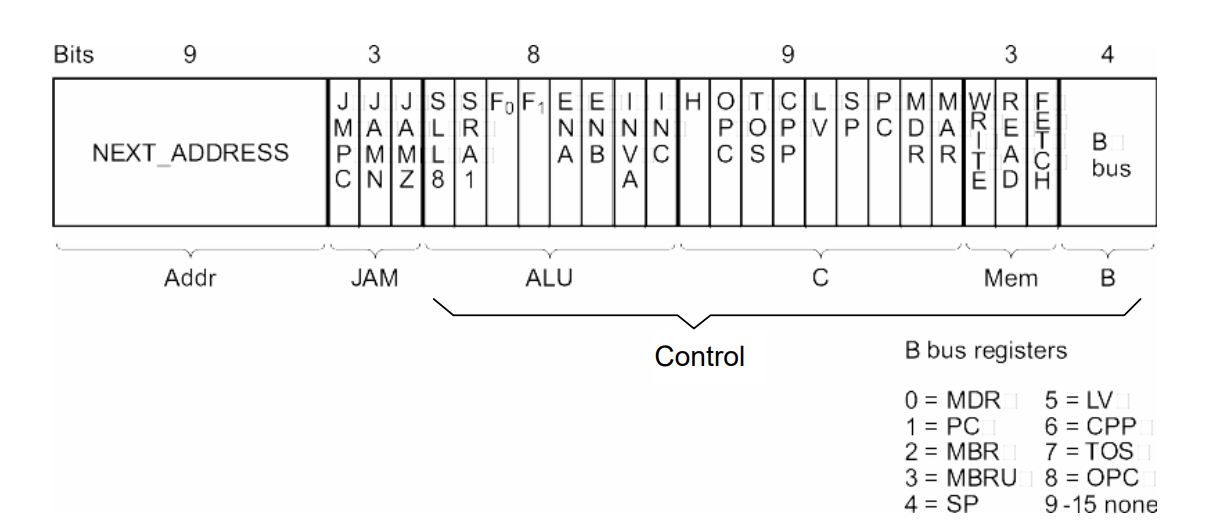 Bits 9 3 8 9 3 4
NEXT_ADDRESS JMPC JAMN JAMZ SLL8 SRA1 F0 F1 ENA ENB INVA INC H OPC TOS CPP LV SP PC MDR MAR WRITE READ FETCH B bus
Addr JAM ALU C Mem B
Control
B bus registers
0 = MDR 5 = LV
1 = PC 6 = CPP
2 = MBR 7 = TOS
3 = MBRU 8 = OPC
4 = SP 9-15 none